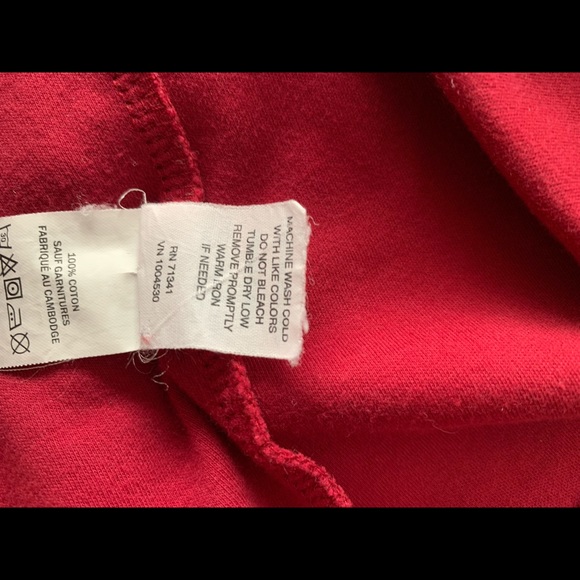 MACHINE WASH COLD
WITH LIKE COLORS
DO NOT BLEACH
TUMBLE DRY LOW
REMOVE PROMPTLY
WARM IRON
IF NEEDED
RN 71341
VN 1004530
100% COTON
SAUF GARNITURES
FABRIQUÉ AU CAMBODGE
30